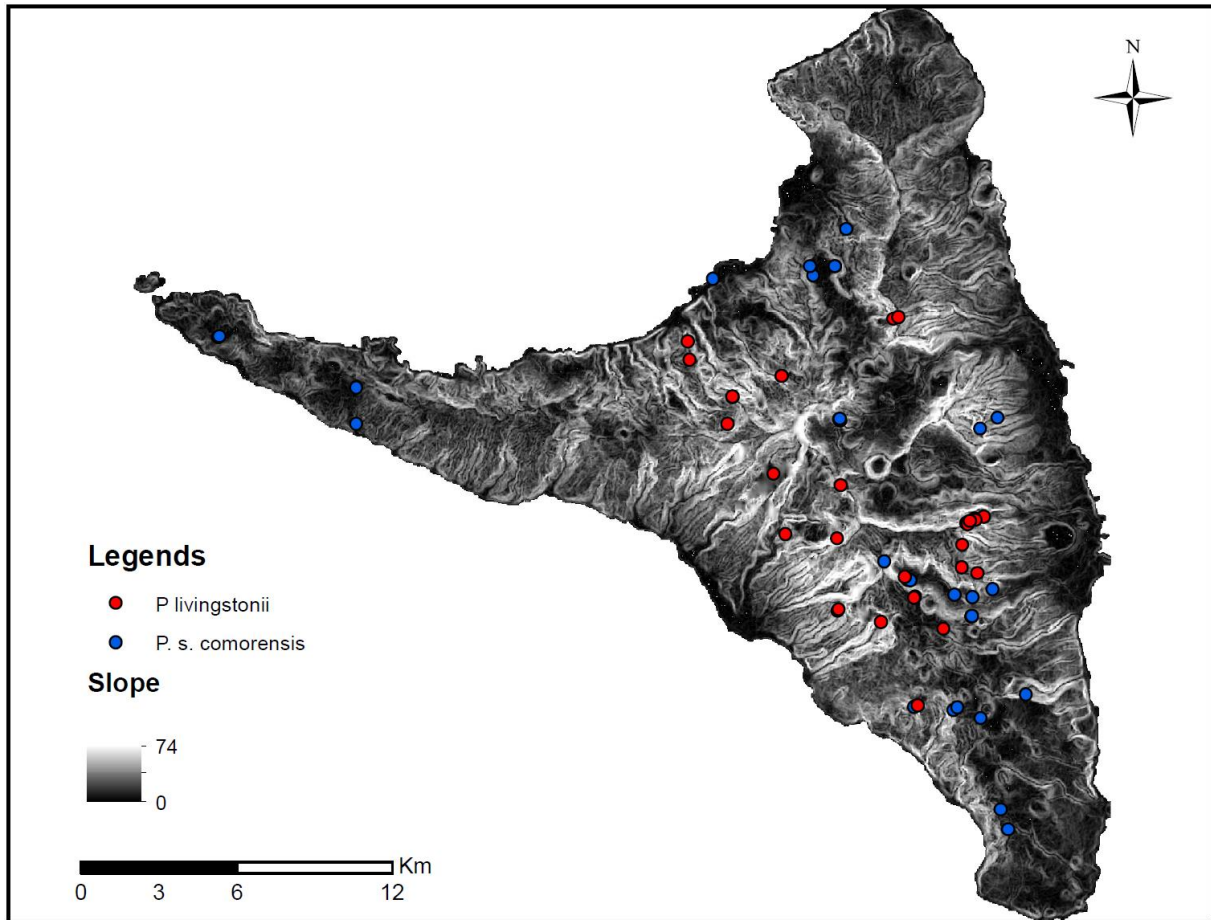 N
Legends
P livingstonii
P. s. comorensis
Slope
74
0
Km
0 3 6 12